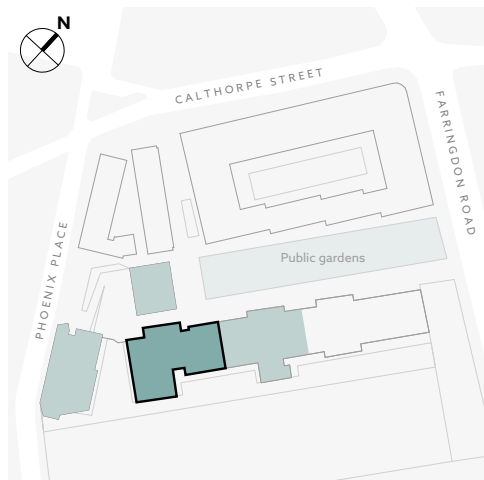 N
CALTHORPE STREET
FARRINGDON ROAD
PHOENIX PLACE
Public gardens